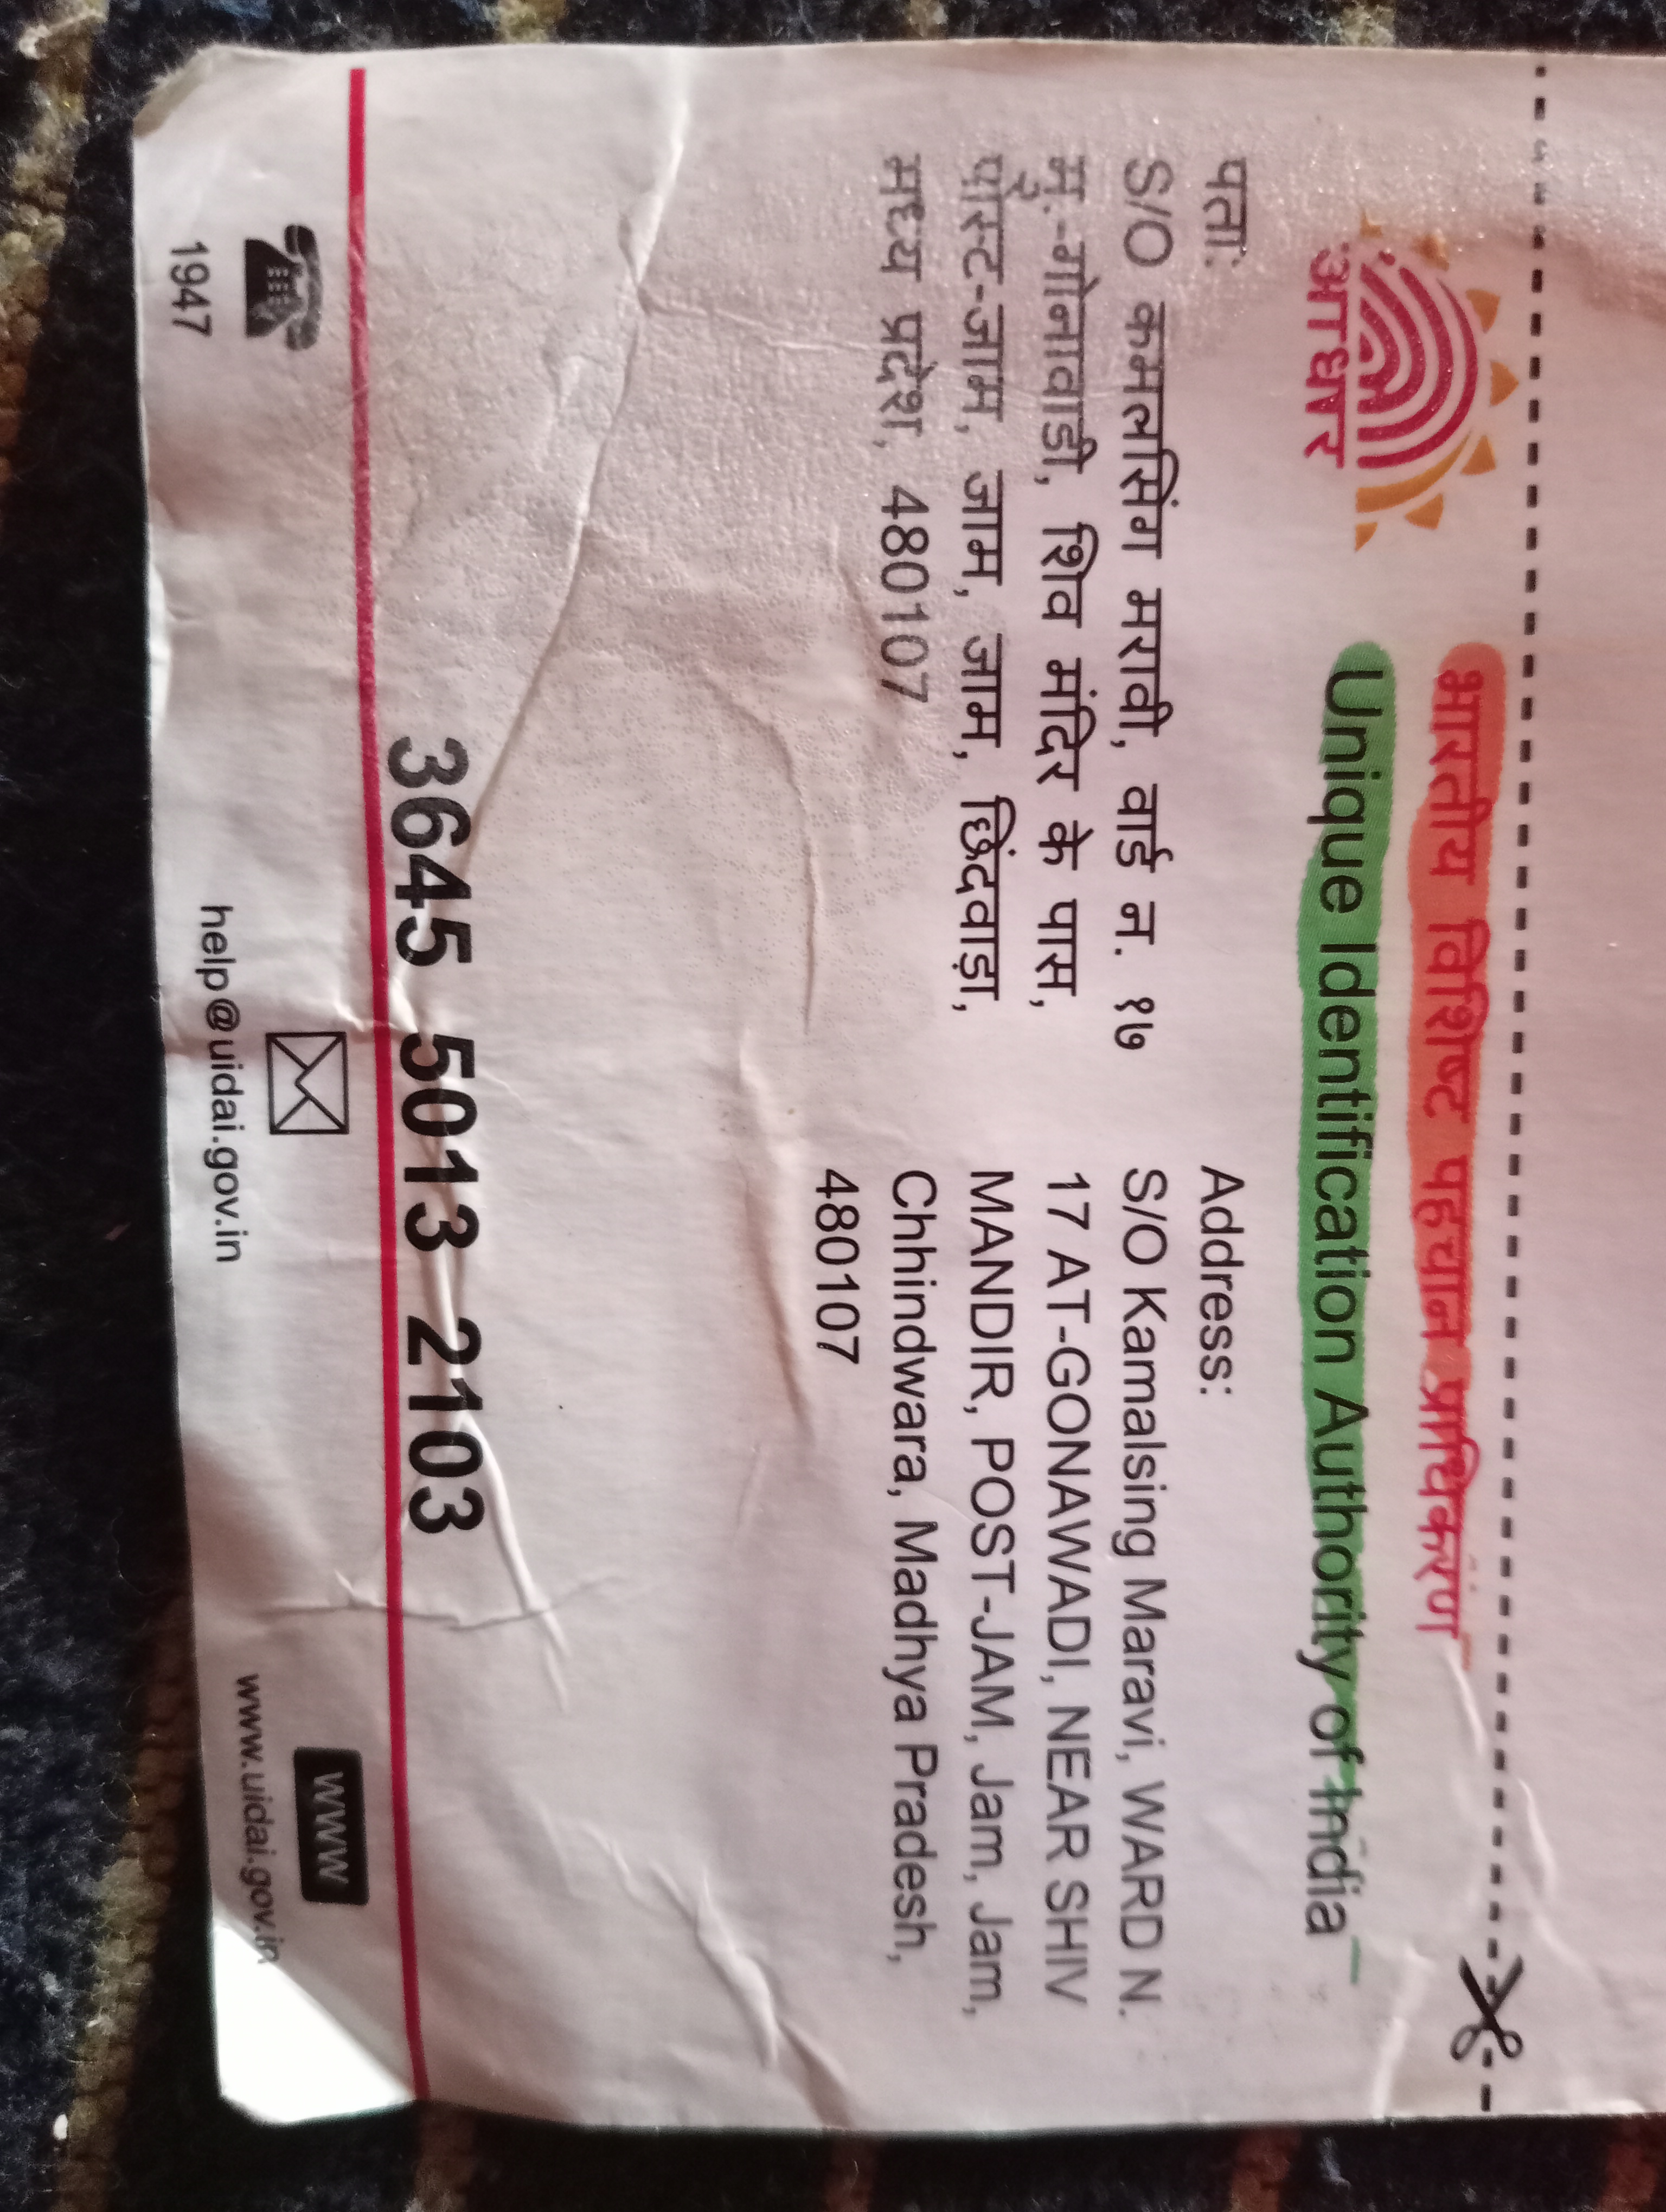 आधार
भारतीय विशिष्ट पहचान प्राधिकरण
Unique Identification Authority of India
पता:
S/O कमलसिंग मरावी, वार्ड न. १७
मु.-गोनावाडी, शिव मंदिर के पास,
पोस्ट-जाम, जाम, जाम, छिंदवाड़ा,
मध्य प्रदेश, 480107
Address:
S/O Kamalsing Maravi, WARD N.
17 AT-GONAWADI, NEAR SHIV
MANDIR, POST-JAM, Jam, Jam,
Chhindwara, Madhya Pradesh,
480107
3645 5013 2103
1947
help@uidai.gov.in
WWW
www.uidai.gov.in